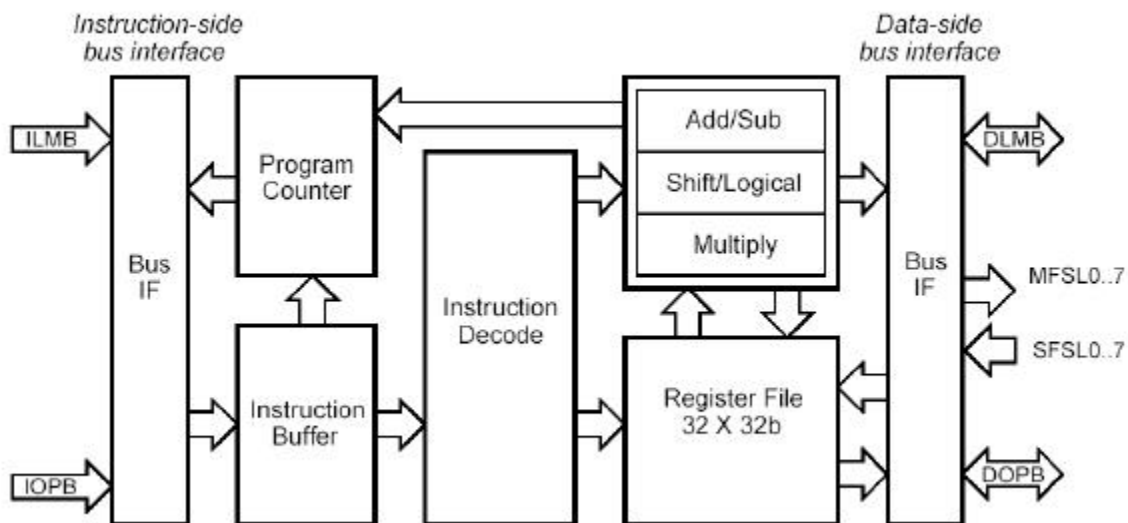 Instruction-side
bus interface
Data-side
bus interface
ILMB
IOPB
Bus
IF
Program
Counter
Instruction
Buffer
Instruction
Decode
Add/Sub
Shift/Logical
Multiply
Register File
32 X 32b
Bus
IF
DLMB
MFSL0..7
SFSL0..7
DOPB